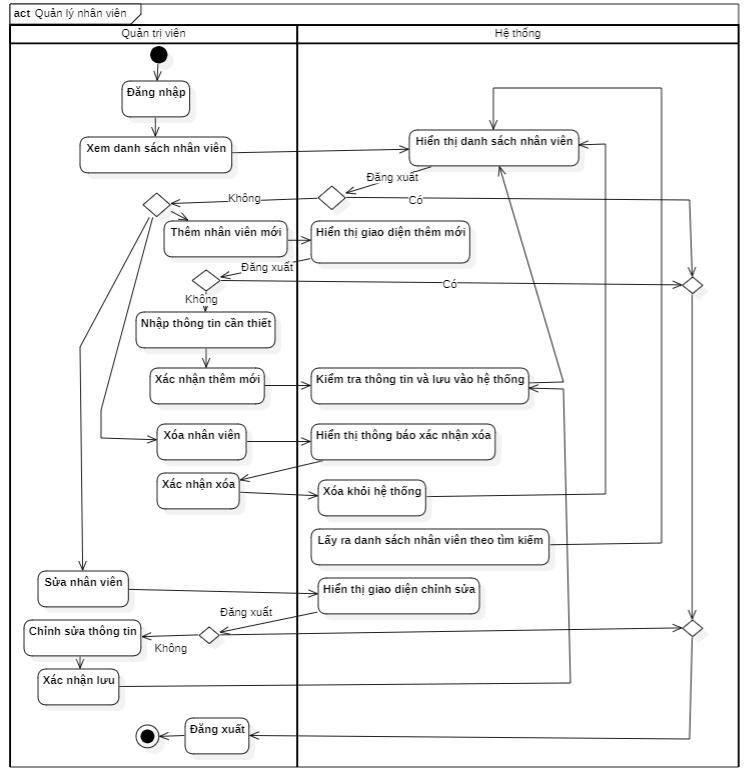 act Quản lý nhân viên
Quản trị viên
Hệ thống
Đăng nhập
Xem danh sách nhân viên
Hiển thị danh sách nhân viên
Đăng xuất
Không
Có
Thêm nhân viên mới
Hiển thị giao diện thêm mới
Đăng xuất
Có
Không
Nhập thông tin cần thiết
Xác nhận thêm mới
Kiểm tra thông tin và lưu vào hệ thống
Xóa nhân viên
Hiển thị thông báo xác nhận xóa
Xác nhận xóa
Xóa khỏi hệ thống
Lấy ra danh sách nhân viên theo tìm kiếm
Sửa nhân viên
Hiển thị giao diện chỉnh sửa
Đăng xuất
Chỉnh sửa thông tin
Không
Xác nhận lưu
Đăng xuất